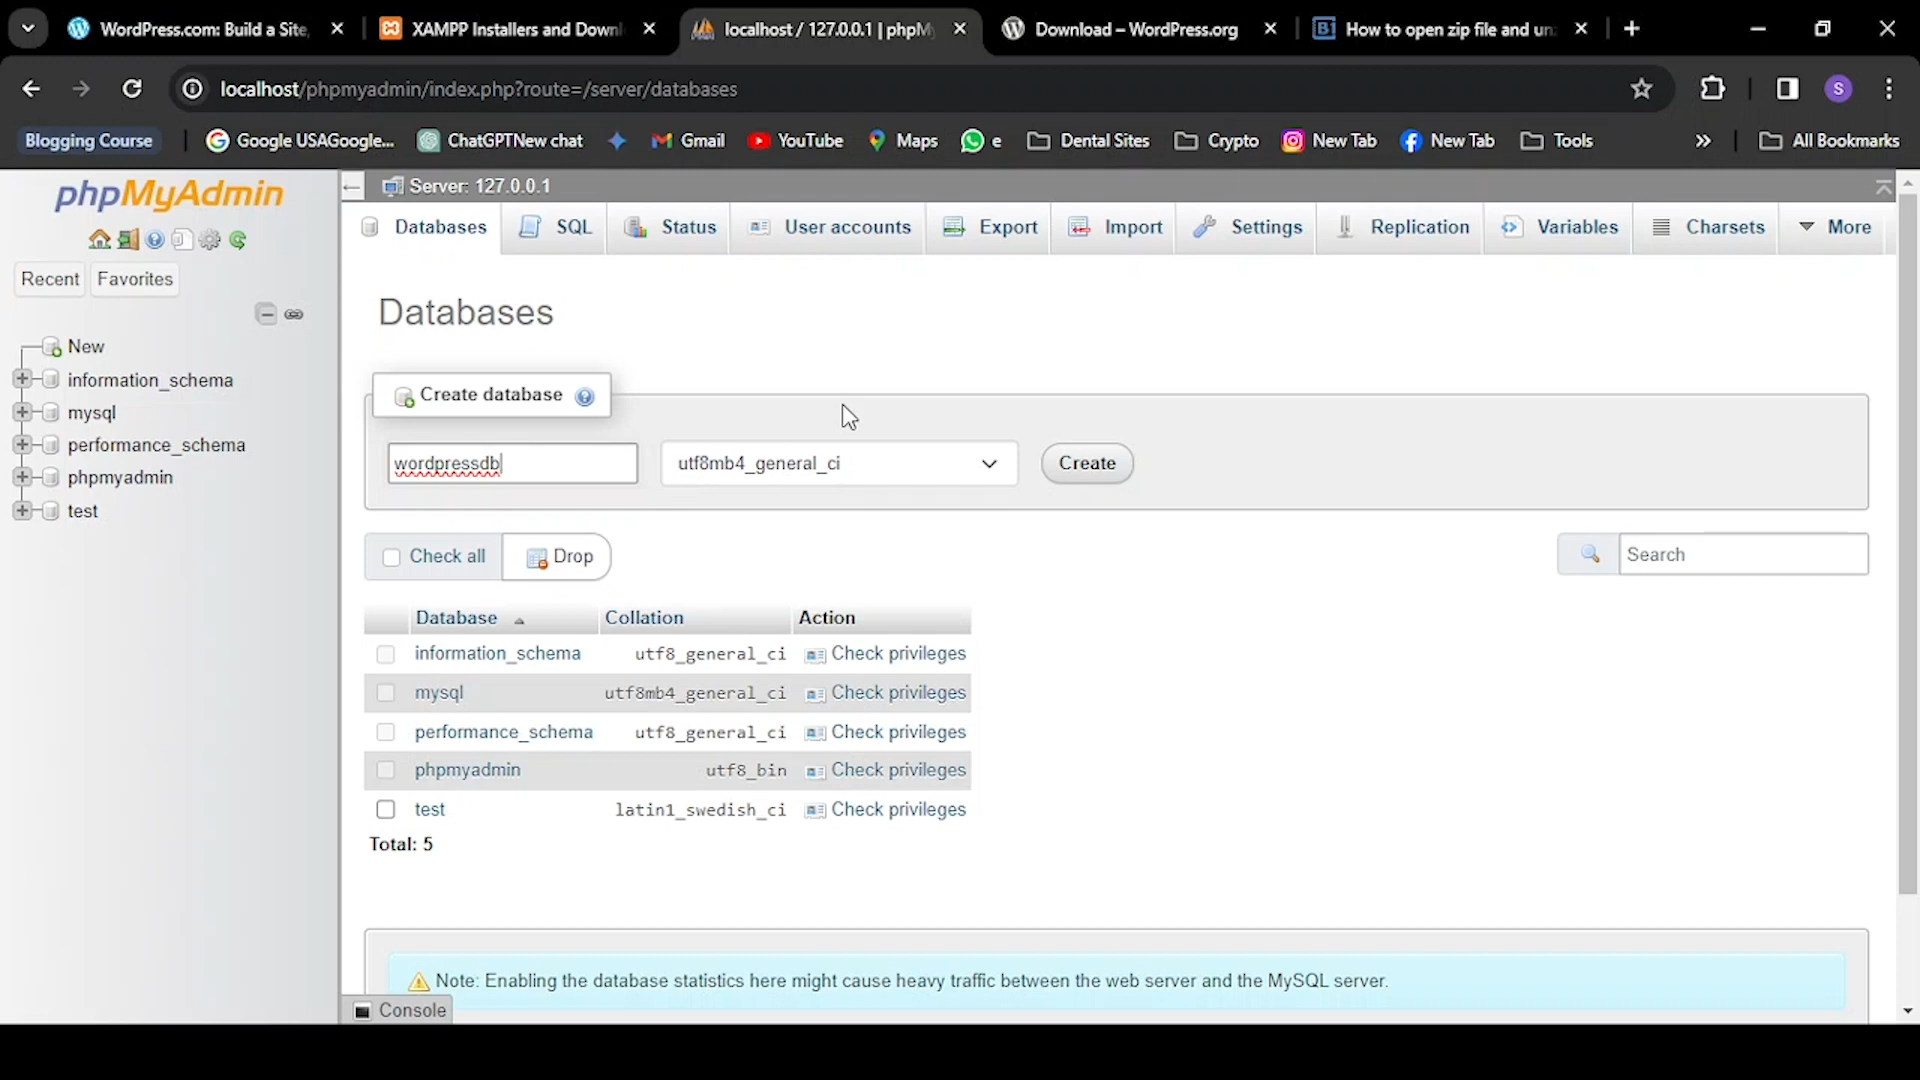 WordPress.com: Build a Site,
XAMPP Installers and Downl
localhost / 127.0.0.1 | phpM
Download – WordPress.org
How to open zip file and un
localhost/phpmyadmin/index.php?route=/server/databases
S
Blogging Course
Google USAGoogle...
ChatGPTNew chat
Gmail
YouTube
Maps
e
Dental Sites
Crypto
New Tab
New Tab
Tools
All Bookmarks
phpMyAdmin
Recent
Favorites
New
information_schema
mysql
performance_schema
phpmyadmin
test
Server: 127.0.0.1
Databases
SQL
Status
User accounts
Export
Import
Settings
Replication
Variables
Charsets
More
Databases
Create database
wordpressdb
utf8mb4_general_ci
Create
Check all
Drop
Search
Database
Collation
Action
information_schema utf8_general_ci Check privileges
mysql utf8mb4_general_ci Check privileges
performance_schema utf8_general_ci Check privileges
phpmyadmin utf8_bin Check privileges
test latin1_swedish_ci Check privileges
Total: 5
Note: Enabling the database statistics here might cause heavy traffic between the web server and the MySQL server.
Console